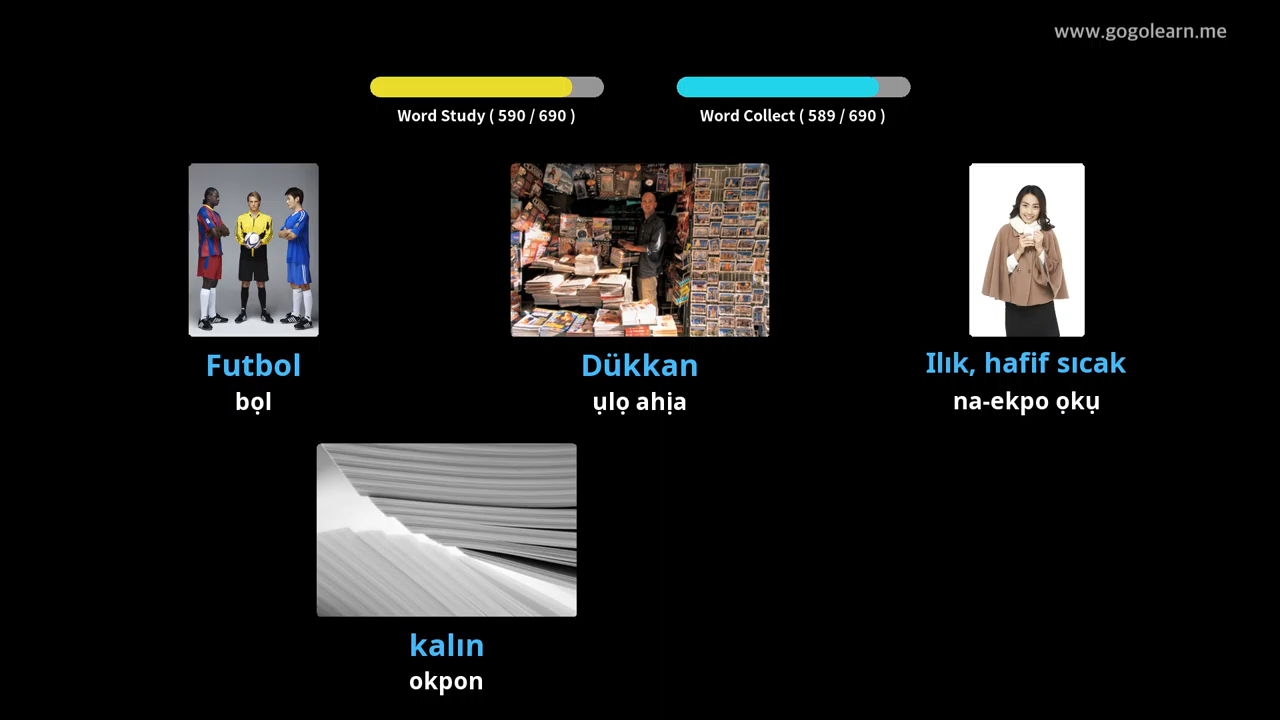 www.gogolearn.me
Word Study ( 590 / 690 )
Word Collect ( 589 / 690 )
Futbol
bọl
Dükkan
ụlọ ahịa
Ilık, hafif sıcak
na-ekpo ọkụ
kalın
okpon